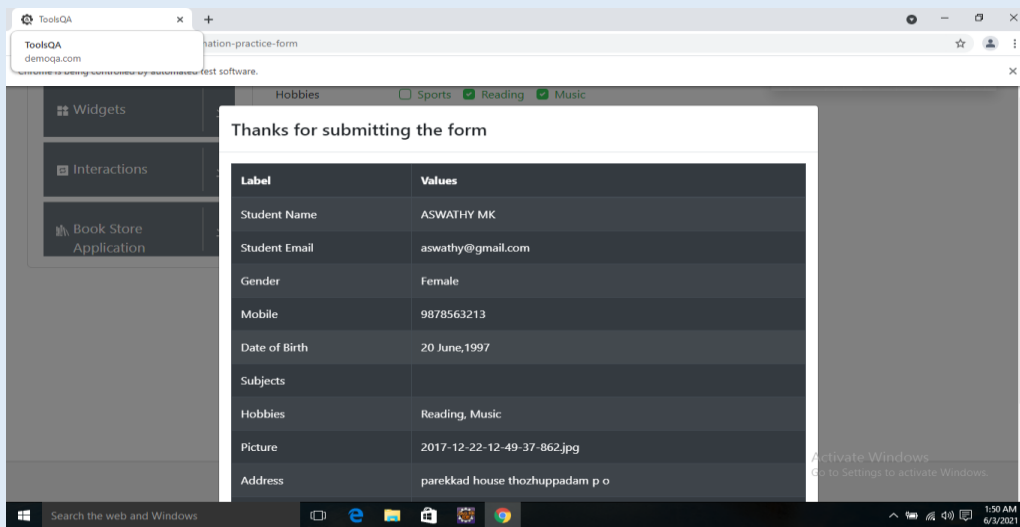 ToolsQA
ToolsQA
demoqa.com
nation-practice-form
Chrome is being controlled by automated test software.
Hobbies Sports Reading Music
Widgets
Thanks for submitting the form
Interactions
Label Values
Student Name ASWATHY MK
Book Store
Application
Student Email aswathy@gmail.com
Gender Female
Mobile 9878563213
Date of Birth 20 June,1997
Subjects
Hobbies Reading, Music
Picture 2017-12-22-12-49-37-862.jpg
Address parekkad house thozhuppadam p o
Activate Windows
Go to Settings to activate Windows.
Search the web and Windows
1:50 AM
6/3/2021